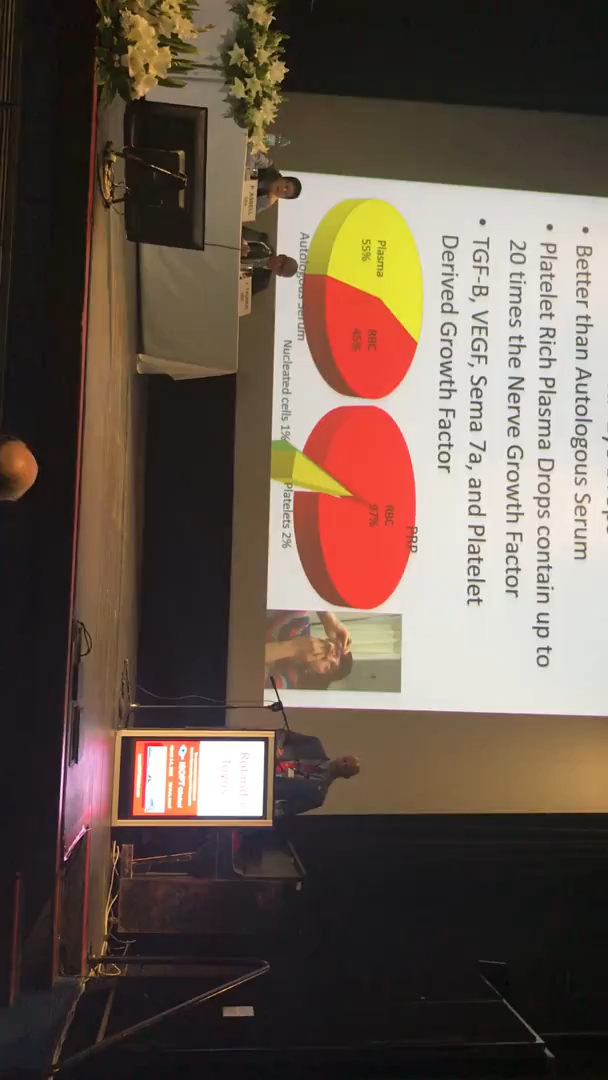 • Better than Autologous Serum
• Platelet Rich Plasma Drops contain up to
20 times the Nerve Growth Factor
• TGF-B, VEGF, Sema 7a, and Platelet
Derived Growth Factor
Plasma
55%
RBC
45%
Autologous Serum
PRP
RBC
97%
Nucleated cells 1%
Platelets 2%
ISOPT Clinical